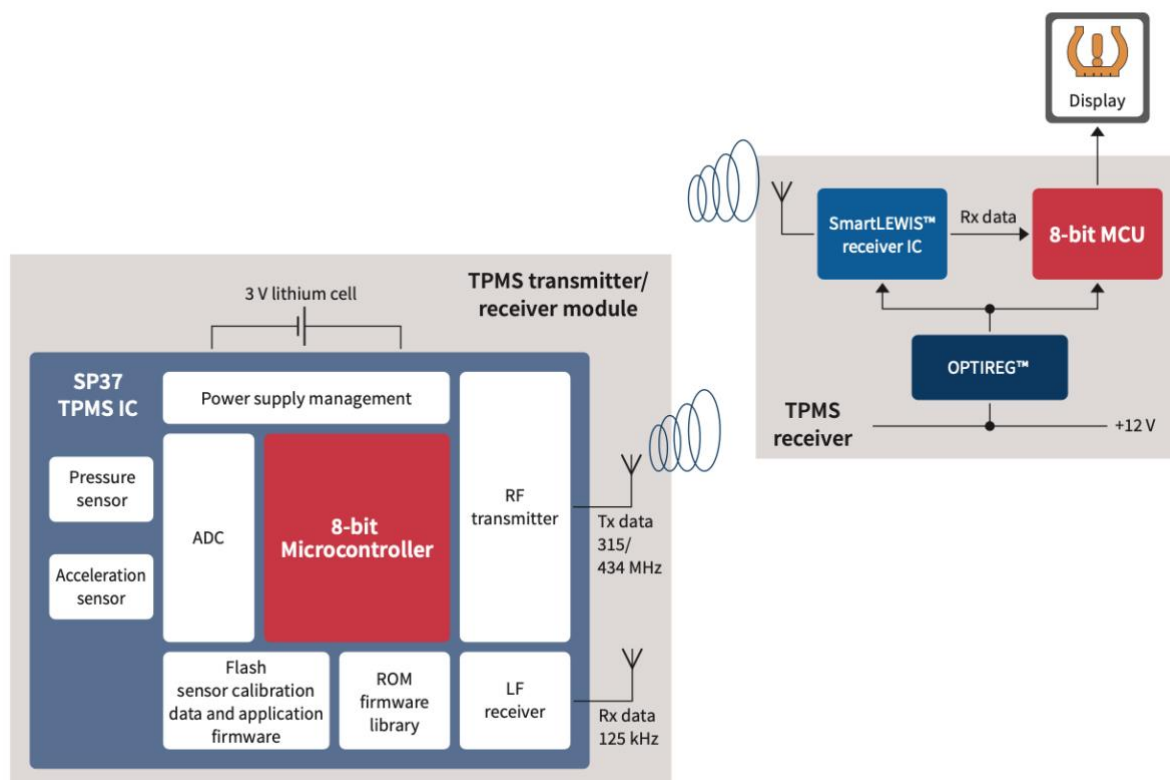 Display
SmartLEWIS™
receiver IC
Rx data
8-bit MCU
OPTIREG™
TPMS
receiver
+12 V
TPMS transmitter/
receiver module
3 V lithium cell
SP37
TPMS IC
Power supply management
Pressure
sensor
Acceleration
sensor
ADC
8-bit
Microcontroller
RF
transmitter
Tx data
315/
434 MHz
Flash
sensor calibration
data and application
firmware
ROM
firmware
library
LF
receiver
Rx data
125 kHz